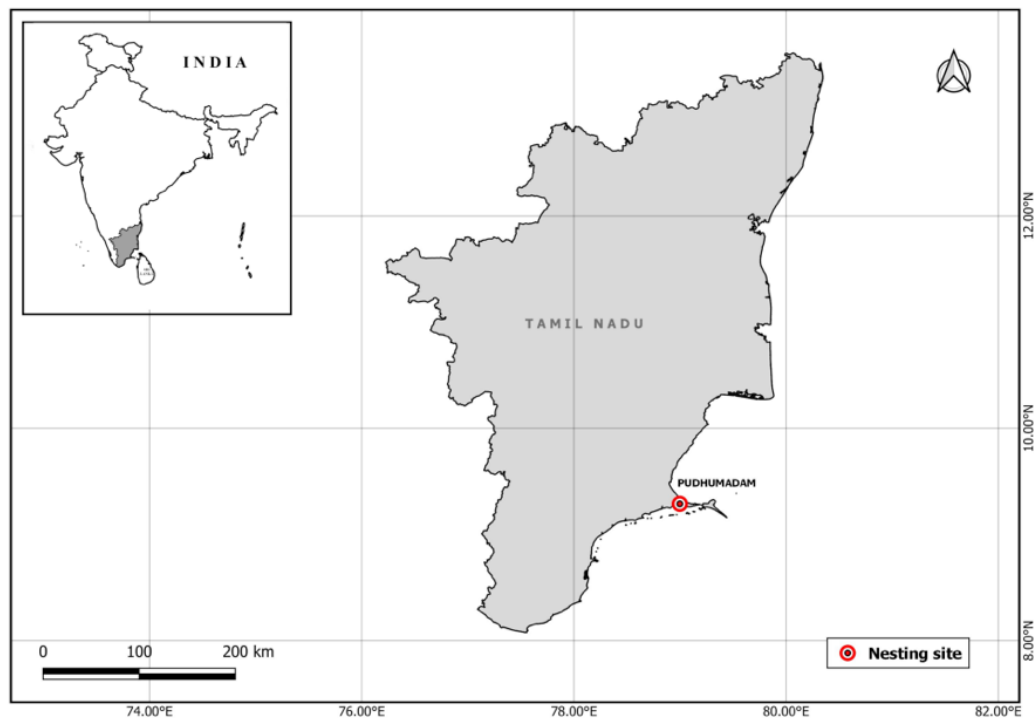 INDIA
TAMIL NADU
PUDHUMADAM
12.00°N
10.00°N
8.00°N
0 100 200 km
Nesting site
74.00°E 76.00°E 78.00°E 80.00°E 82.00°E